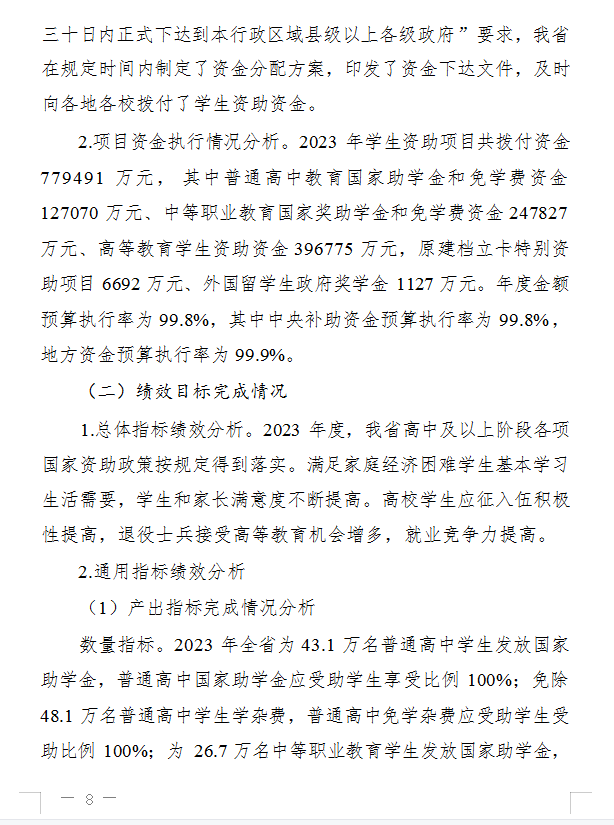 三十日内正式下达到本行政区域县级以上各级政府”要求，我省
在规定时间内制定了资金分配方案，印发了资金下达文件，及时
向各地各校拨付了学生资助资金。
2.项目资金执行情况分析。2023 年学生资助项目共拨付资金
779491 万元， 其中普通高中教育国家助学金和免学费资金
127070 万元、中等职业教育国家奖助学金和免学费资金 247827
万元、高等教育学生资助资金 396775 万元，原建档立卡特别资
助项目 6692 万元、外国留学生政府奖学金 1127 万元。年度金额
预算执行率为 99.8%，其中中央补助资金预算执行率为 99.8%，
地方资金预算执行率为 99.9%。
（二）绩效目标完成情况
1.总体指标绩效分析。2023 年度，我省高中及以上阶段各项
国家资助政策按规定得到落实。满足家庭经济困难学生基本学习
生活需要，学生和家长满意度不断提高。高校学生应征入伍积极
性提高，退役士兵接受高等教育机会增多，就业竞争力提高。
2.通用指标绩效分析
（1）产出指标完成情况分析
数量指标。2023 年全省为 43.1 万名普通高中学生发放国家
助学金，普通高中国家助学金应受助学生享受比例 100%；免除
48.1 万名普通高中学生学杂费，普通高中免学杂费应受助学生受
助比例 100%；为 26.7 万名中等职业教育学生发放国家助学金，
— 8 —